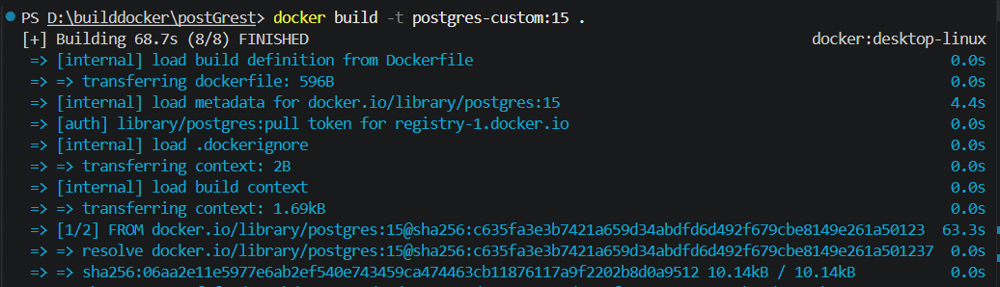 PS D:\builddocker\postGrest> docker build -t postgres-custom:15 .
[+] Building 68.7s (8/8) FINISHED docker:desktop-linux
=> [internal] load build definition from Dockerfile 0.0s
=> => transferring dockerfile: 596B 0.0s
=> [internal] load metadata for docker.io/library/postgres:15 4.4s
=> [auth] library/postgres:pull token for registry-1.docker.io 0.0s
=> [internal] load .dockerignore 0.0s
=> => transferring context: 2B 0.0s
=> [internal] load build context 0.0s
=> => transferring context: 1.69kB 0.0s
=> [1/2] FROM docker.io/library/postgres:15@sha256:c635fa3e3b7421a659d34abdfd6d492f679cbe8149e261a50123 63.3s
=> => resolve docker.io/library/postgres:15@sha256:c635fa3e3b7421a659d34abdfd6d492f679cbe8149e261a501237 0.0s
=> => sha256:06aa2e11e5977e6ab2ef540e743459ca474463cb11876117a9f2202b8d0a9512 10.14kB / 10.14kB 0.0s